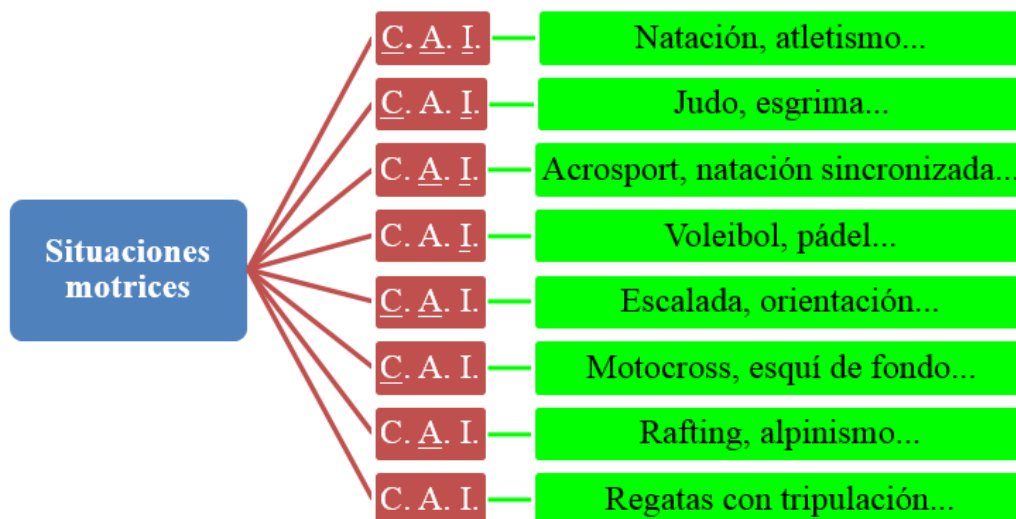 C. A. I.
Natación, atletismo...
C. A. I.
Judo, esgrima...
C. A. I.
Acrosport, natación sincronizada...
Situaciones
motrices
C. A. I.
Voleibol, pádel...
C. A. I.
Escalada, orientación...
C. A. I.
Motocross, esquí de fondo...
C. A. I.
Rafting, alpinismo...
C. A. I.
Regatas con tripulación...